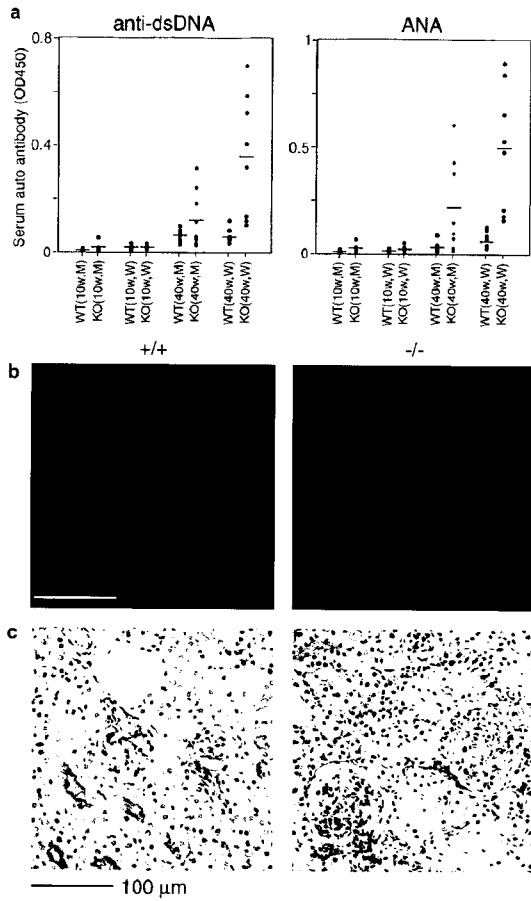 a
anti-dsDNA
ANA
Serum auto antibody (OD450)
0.8
0.4
0
1
0.5
0
WT(10w,M)
KO(10w,M)
WT(10w,W)
KO(10w,W)
WT(40w,M)
KO(40w,M)
WT(40w,W)
KO(40w,W)
WT(10w,M)
KO(10w,M)
WT(10w,W)
KO(10w,W)
WT(40w,M)
KO(40w,M)
WT(40w,W)
KO(40w,W)
+/+
-/-
b
c
100 μm